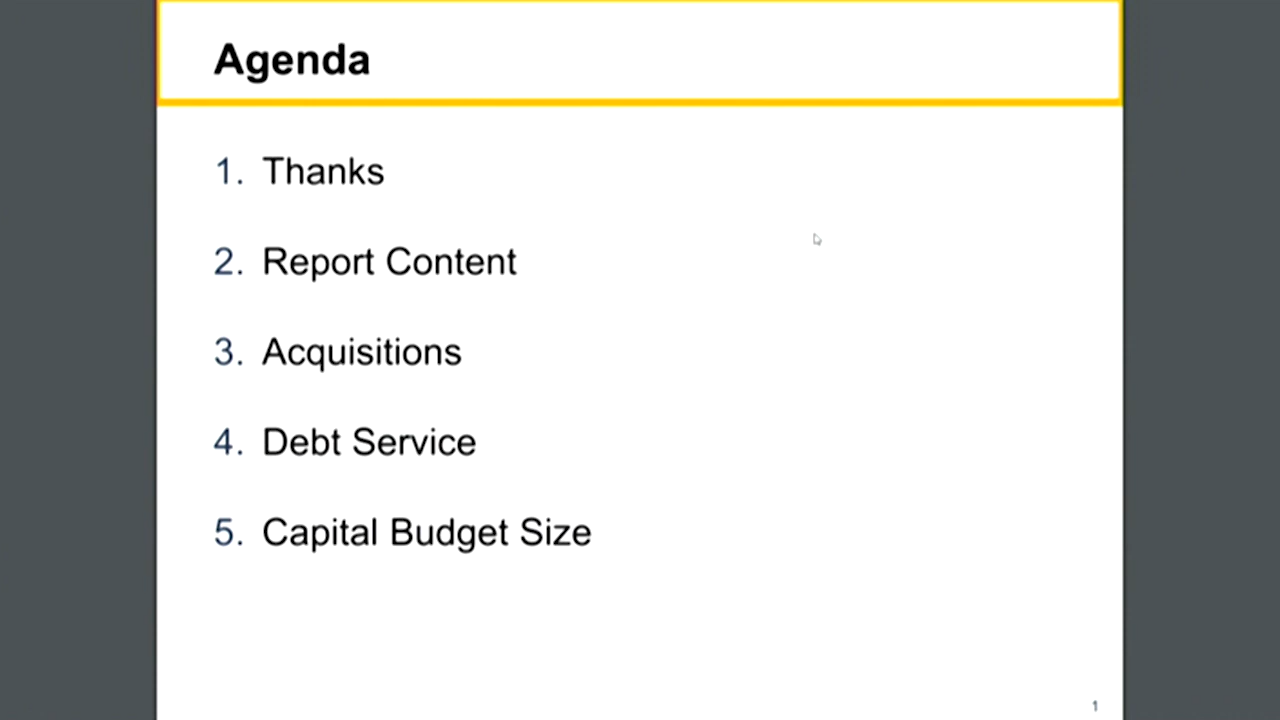 Agenda
1. Thanks
2. Report Content
3. Acquisitions
4. Debt Service
5. Capital Budget Size
1